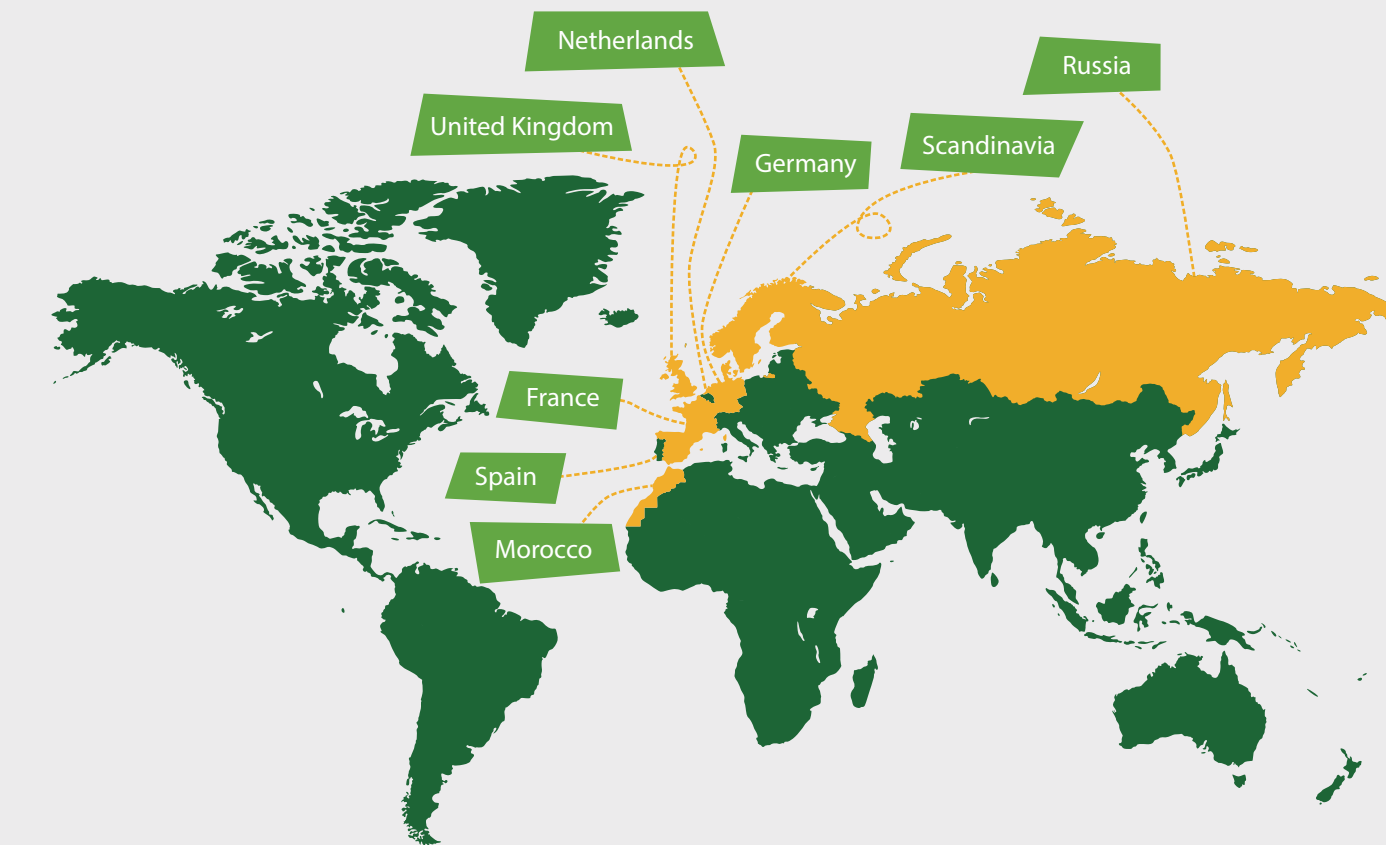 Netherlands
Russia
United Kingdom
Germany
Scandinavia
France
Spain
Morocco